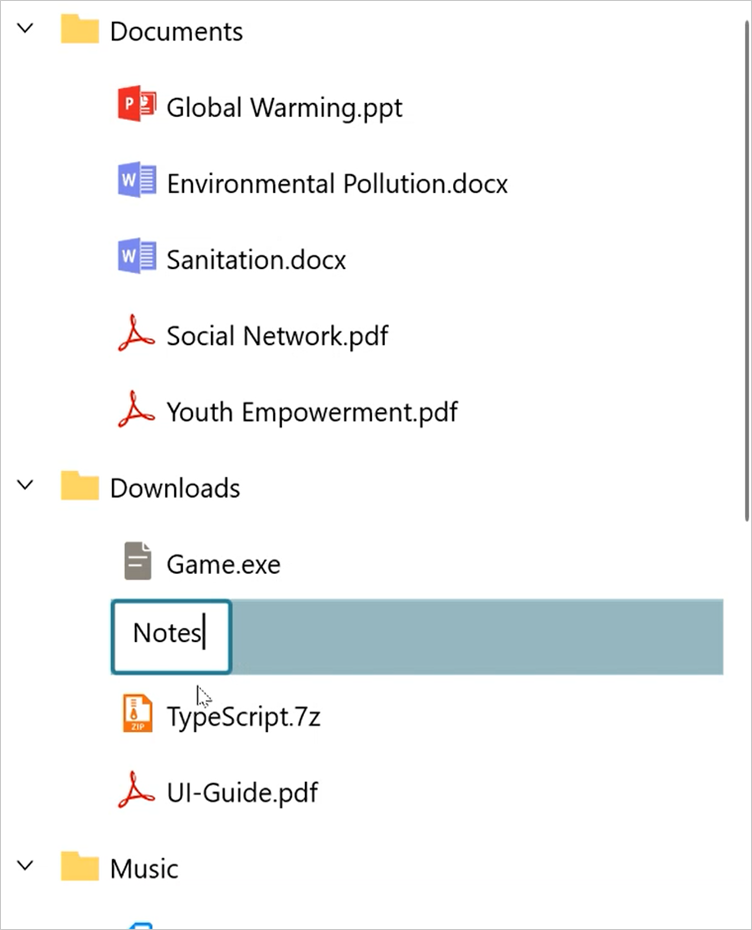 Documents
Global Warming.ppt
Environmental Pollution.docx
Sanitation.docx
Social Network.pdf
Youth Empowerment.pdf
Downloads
Game.exe
Notes
TypeScript.7z
UI-Guide.pdf
Music